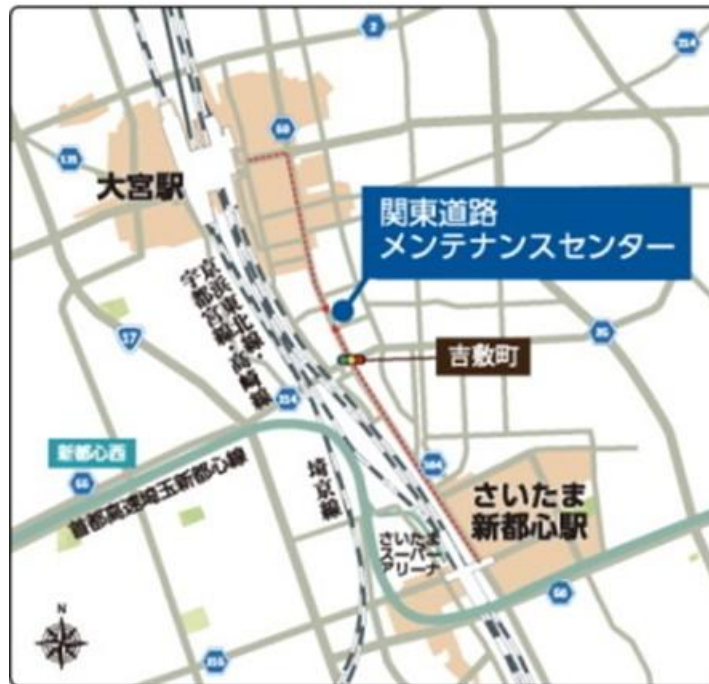 2
214
60
大宮駅
関東道路
メンテナンスセンター
京浜東北線・
宇都宮線・高崎線
17
35
吉敷町
214
新都心西
65
首都高速埼玉新都心線
埼京線
164
さいたま
新都心駅
さいたま
スーパー
アリーナ
N